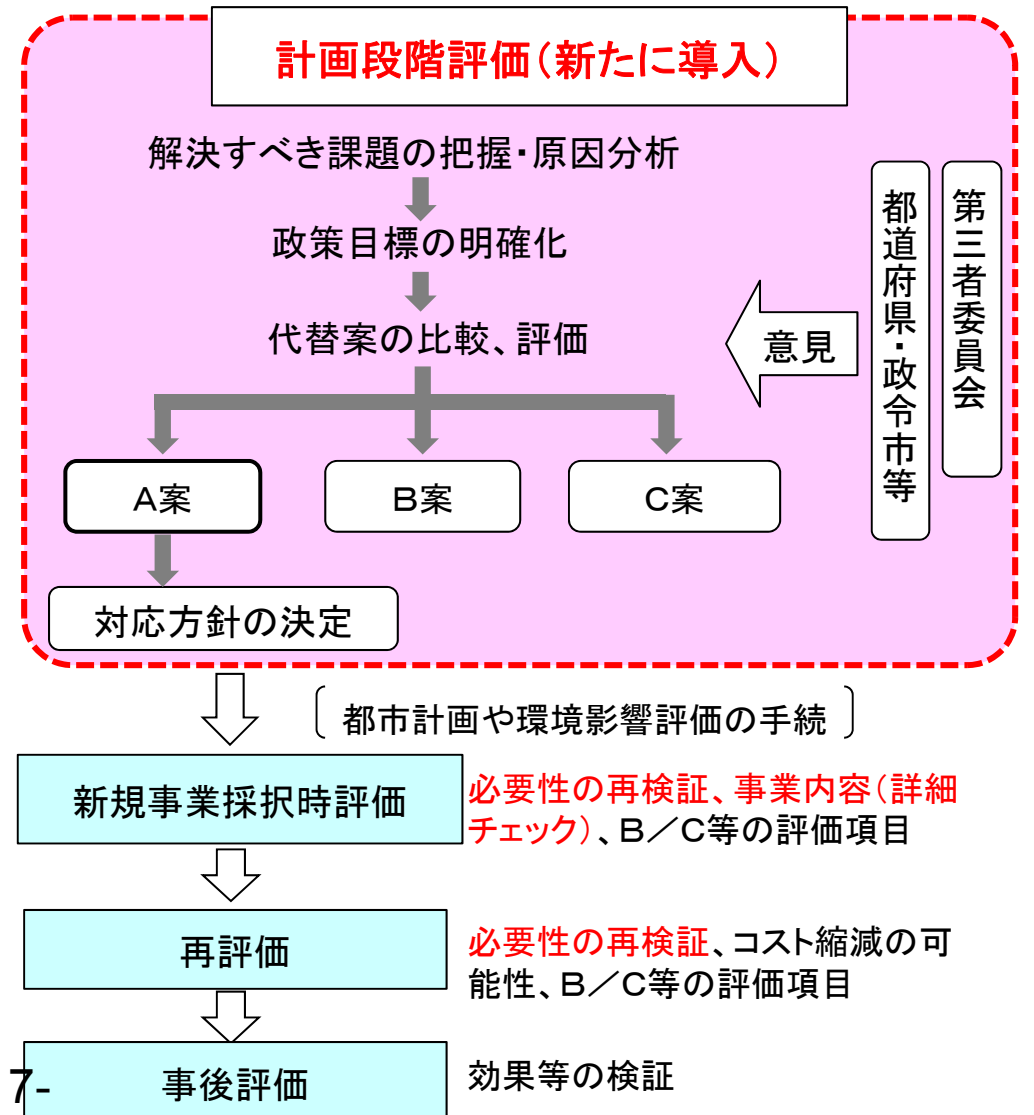 計画段階評価（新たに導入）
解決すべき課題の把握・原因分析
政策目標の明確化
代替案の比較、評価
意見
都道府県・政令市等
第三者委員会
A案
B案
C案
対応方針の決定
都市計画や環境影響評価の手続
新規事業採択時評価
必要性の再検証、事業内容（詳細
チェック）、B／C等の評価項目
再評価
必要性の再検証、コスト縮減の可
能性、B／C等の評価項目
7-
事後評価
効果等の検証